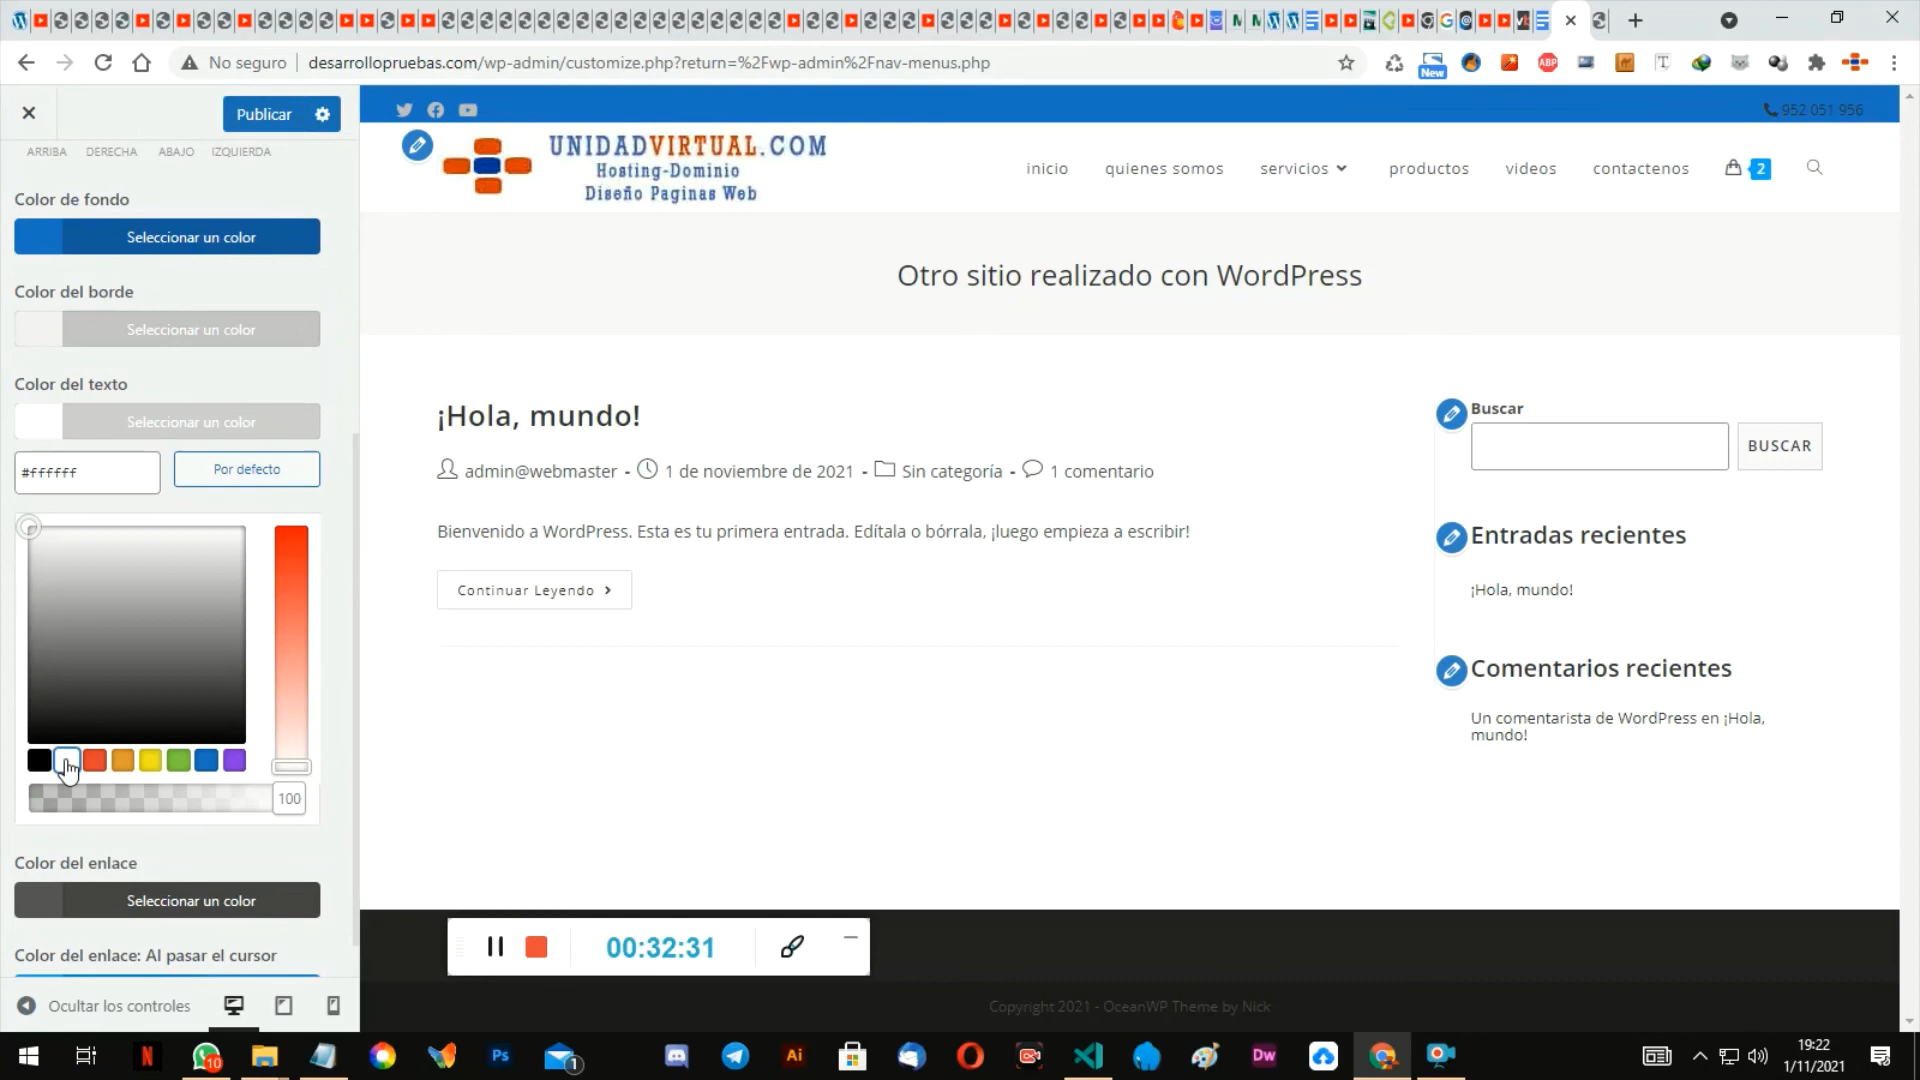 No seguro
desarrollopruebas.com/wp-admin/customize.php?return=%2Fwp-admin%2Fnav-menus.php
ABP
New
Publicar
ARRIBA DERECHA ABAJO IZQUIERDA
Color de fondo
Seleccionar un color
Color del borde
Seleccionar un color
Color del texto
Seleccionar un color
#ffffff
Por defecto
100
Color del enlace
Seleccionar un color
Color del enlace: Al pasar el cursor
Ocultar los controles
952 051 956
UNIDADVIRTUAL.COM
Hosting-Dominio
Diseño Paginas Web
inicio quienes somos servicios productos videos contactenos 2
Otro sitio realizado con WordPress
¡Hola, mundo!
admin@webmaster - 1 de noviembre de 2021 - Sin categoría - 1 comentario
Bienvenido a WordPress. Esta es tu primera entrada. Edítala o bórrala, ¡luego empieza a escribir!
Continuar Leyendo
Buscar
BUSCAR
Entradas recientes
¡Hola, mundo!
Comentarios recientes
Un comentarista de WordPress en ¡Hola,
mundo!
00:32:31
Copyright 2021 - OceanWP Theme by Nick
N 10 Ps 1 Ai Dw
19:22
1/11/2021